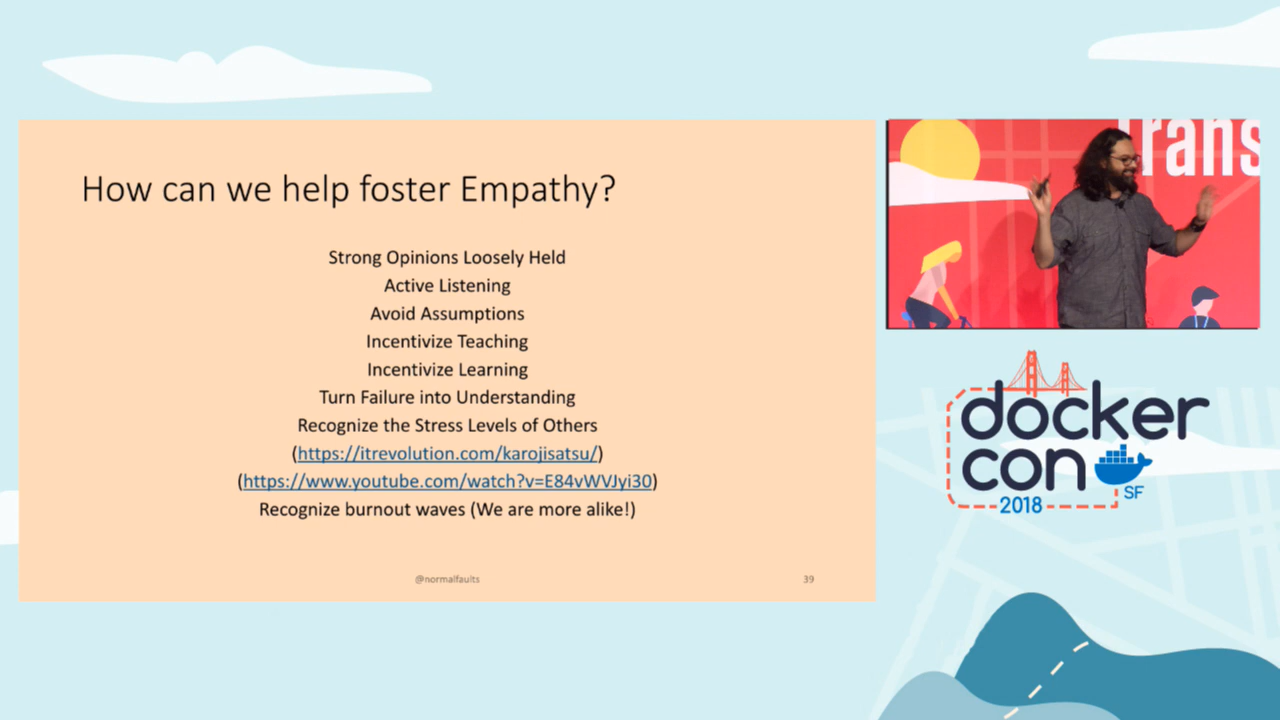 How can we help foster Empathy?
Strong Opinions Loosely Held
Active Listening
Avoid Assumptions
Incentivize Teaching
Incentivize Learning
Turn Failure into Understanding
Recognize the Stress Levels of Others
(https://itrevolution.com/karojisatsu/)
(https://www.youtube.com/watch?v=E84vWVJyi30)
Recognize burnout waves (We are more alike!)
@normalfaults
39
Trans
docker
con
2018
SF